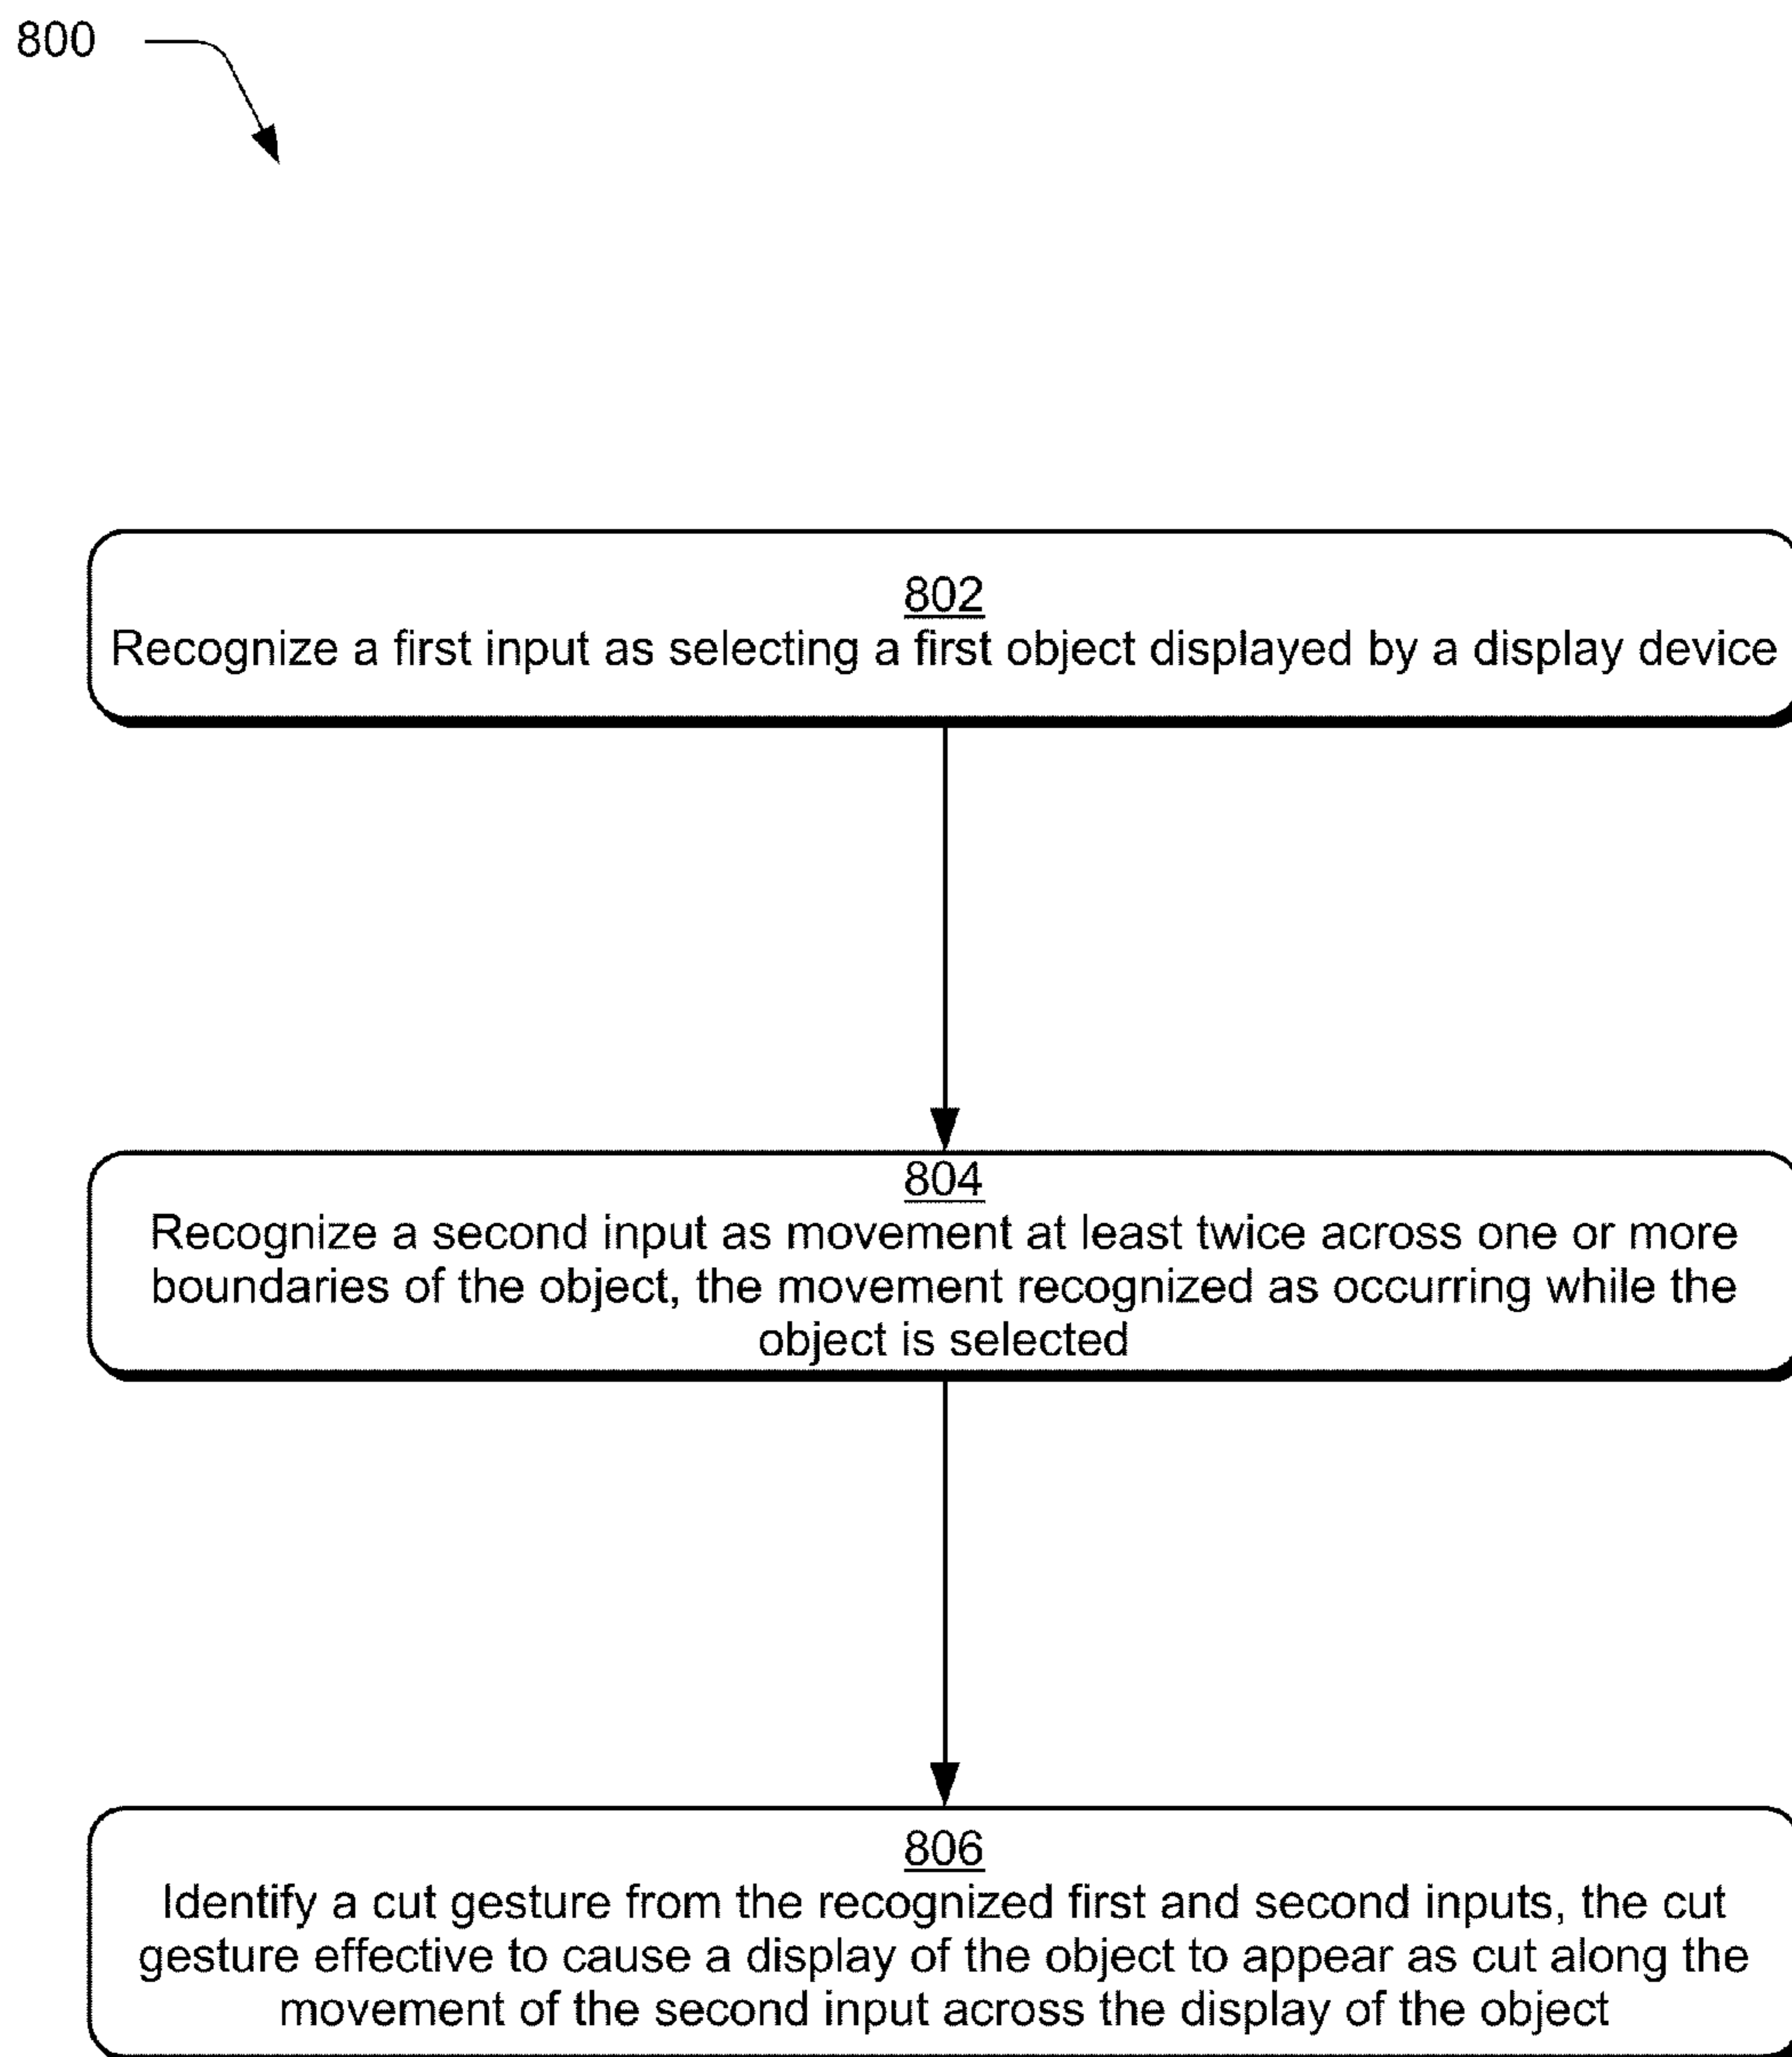 800
802
Recognize a first input as selecting a first object displayed by a display device
804
Recognize a second input as movement at least twice across one or more
boundaries of the object, the movement recognized as occurring while the
object is selected
806
Identify a cut gesture from the recognized first and second inputs, the cut
gesture effective to cause a display of the object to appear as cut along the
movement of the second input across the display of the object